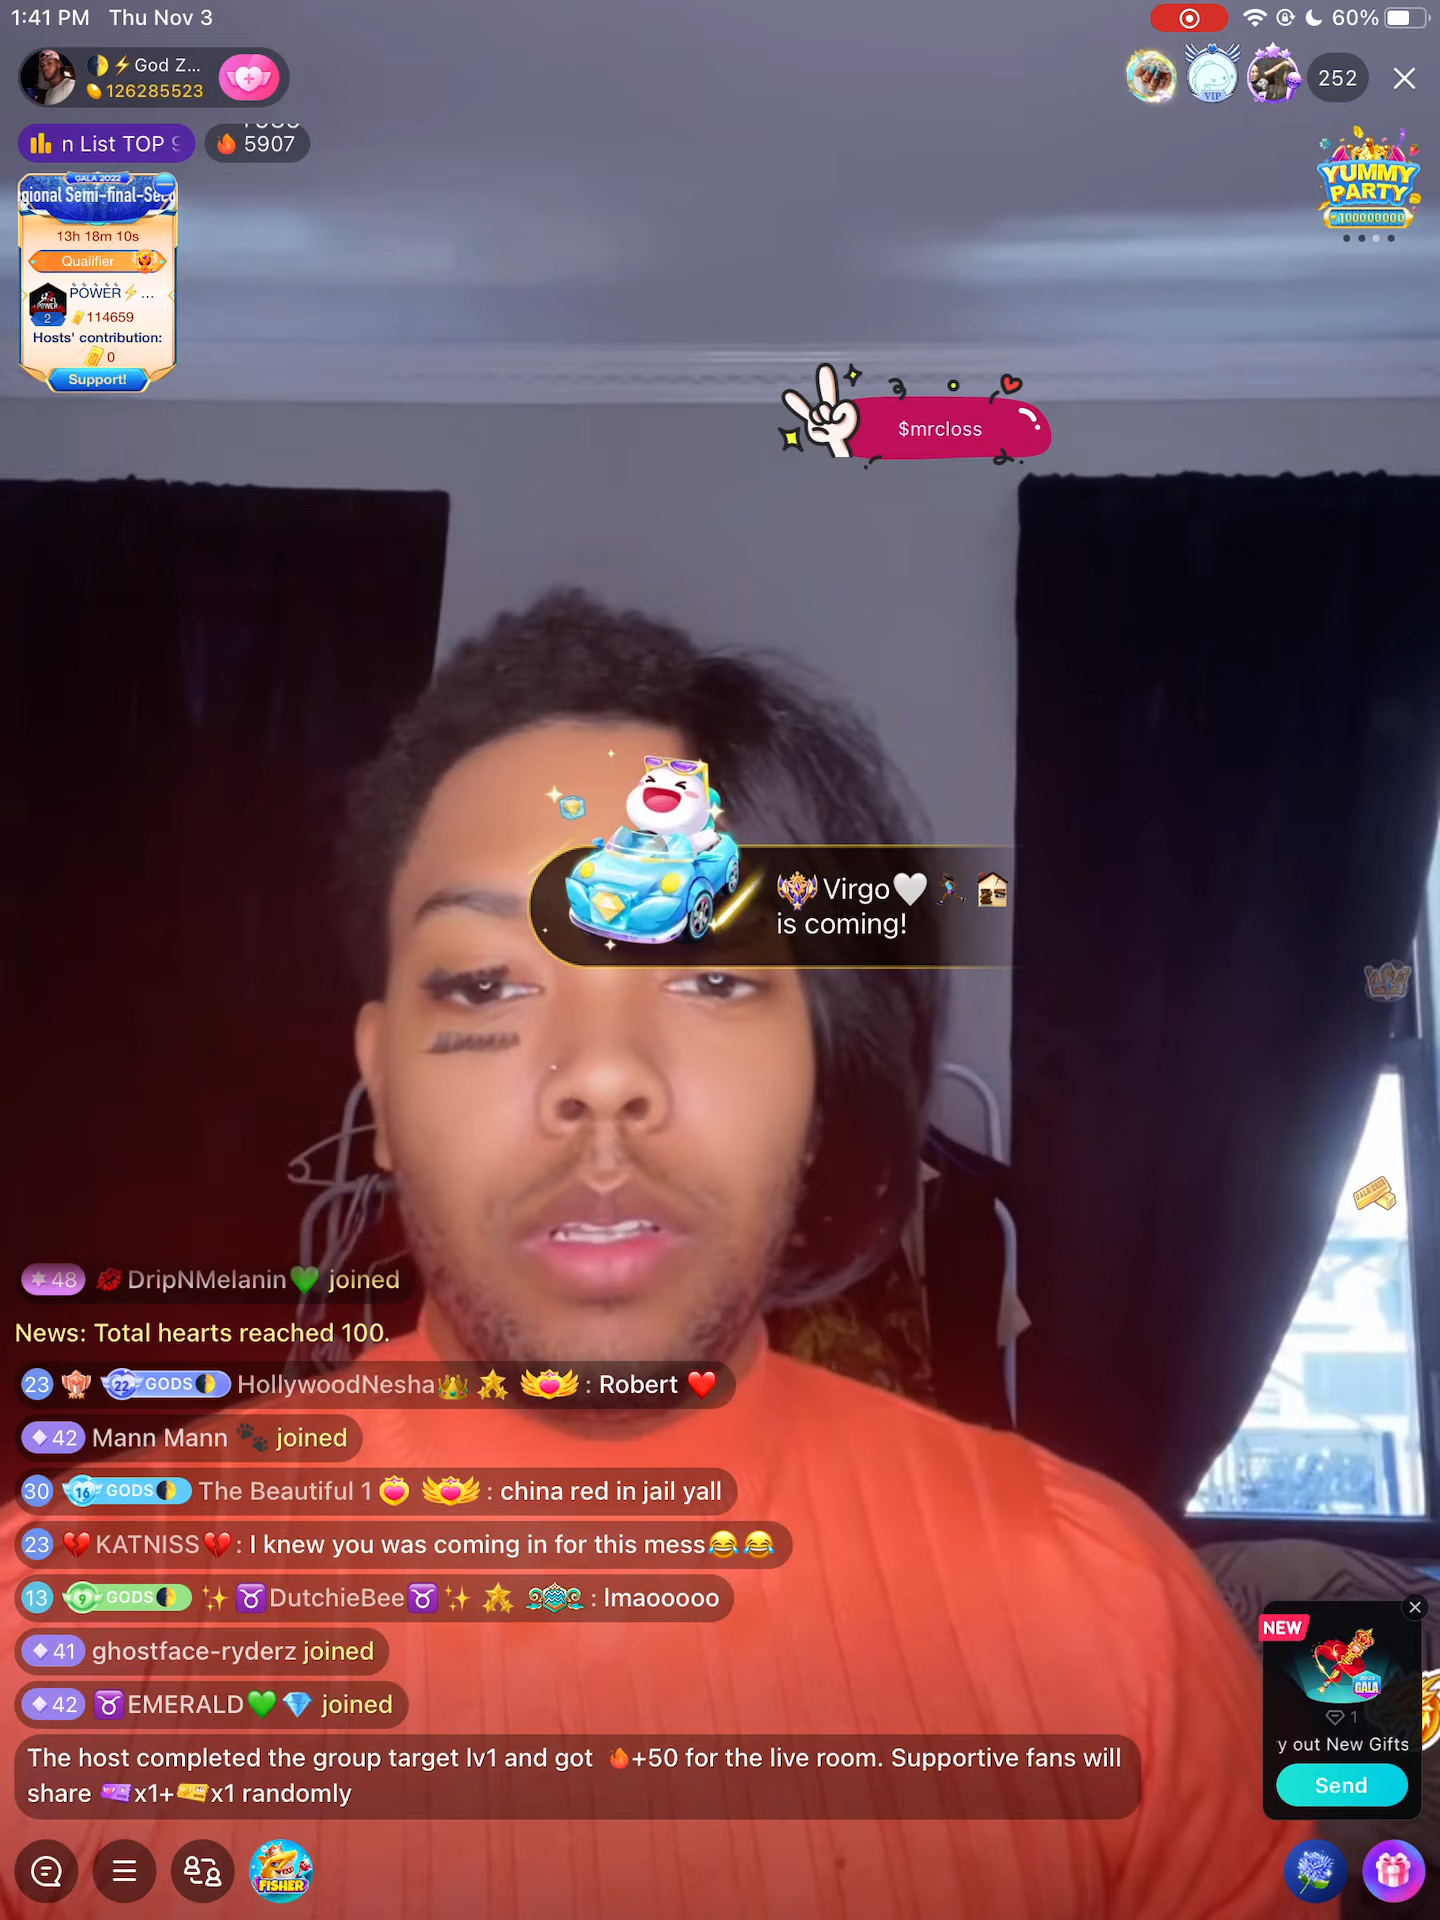 1:41 PM Thu Nov 3
60%
God Z...
126285523
252
n List TOP 9
5907
YUMMY
PARTY
100000000
GALA 2022
gional Semi-final-Seco
13h 18m 10s
Qualifier
POWER⚡...
POWER
2
114659
Hosts' contribution:
0
Support!
VIP
$mrcloss
Virgo🤍🏃🏿‍♀️🏚
is coming!
48 💋 DripNMelanin💚 joined
News: Total hearts reached 100.
23 22 GODS🌗 HollywoodNesha👑 : Robert ❤️
42 Mann Mann 🐾 joined
30 16 GODS🌗 The Beautiful 1 : china red in jail yall
23 💔KATNISS💔: I knew you was coming in for this mess😂😂
13 9 GODS🌗 ✨♉DutchieBee♉✨ : lmaooooo
41 ghostface-ryderz joined
42 ♉EMERALD💚💎 joined
The host completed the group target lv1 and got 🔥+50 for the live room. Supportive fans will
share x1+x1 randomly
NEW
2022
GALA
1
y out New Gifts
Send
FISHER